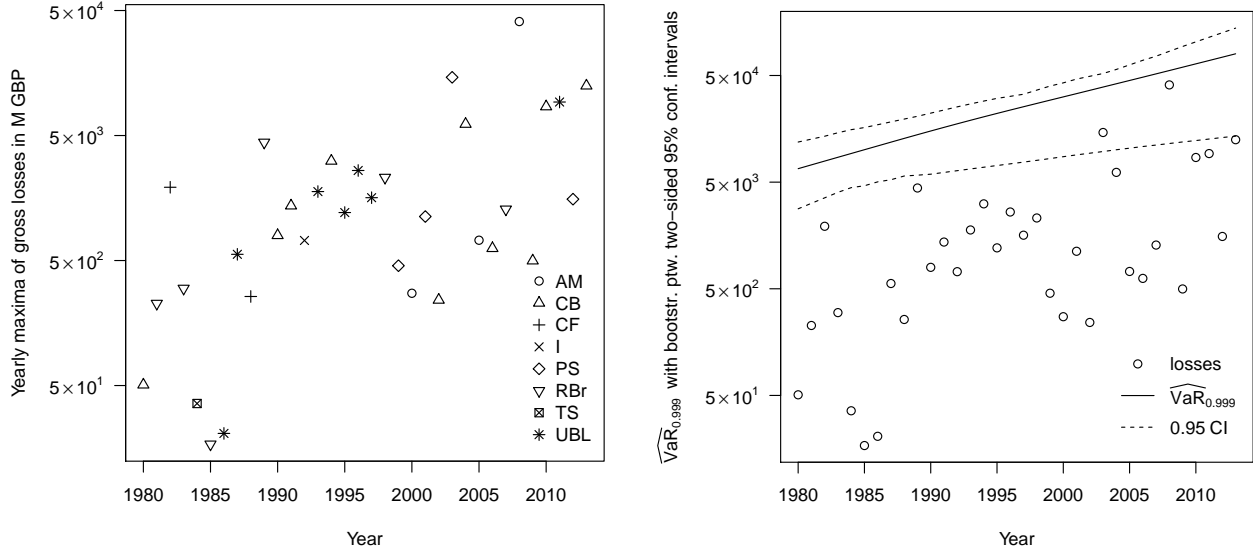 Yearly maxima of gross losses in M GBP
5×10⁴
5×10³
5×10²
5×10¹
AM
CB
CF
I
PS
RBr
TS
UBL
1980 1985 1990 1995 2000 2005 2010
Year
VaR̂0.999 with bootstr. ptw. two−sided 95% conf. intervals
5×10⁴
5×10³
5×10²
5×10¹
losses
VaR̂0.999
0.95 CI
1980 1985 1990 1995 2000 2005 2010
Year